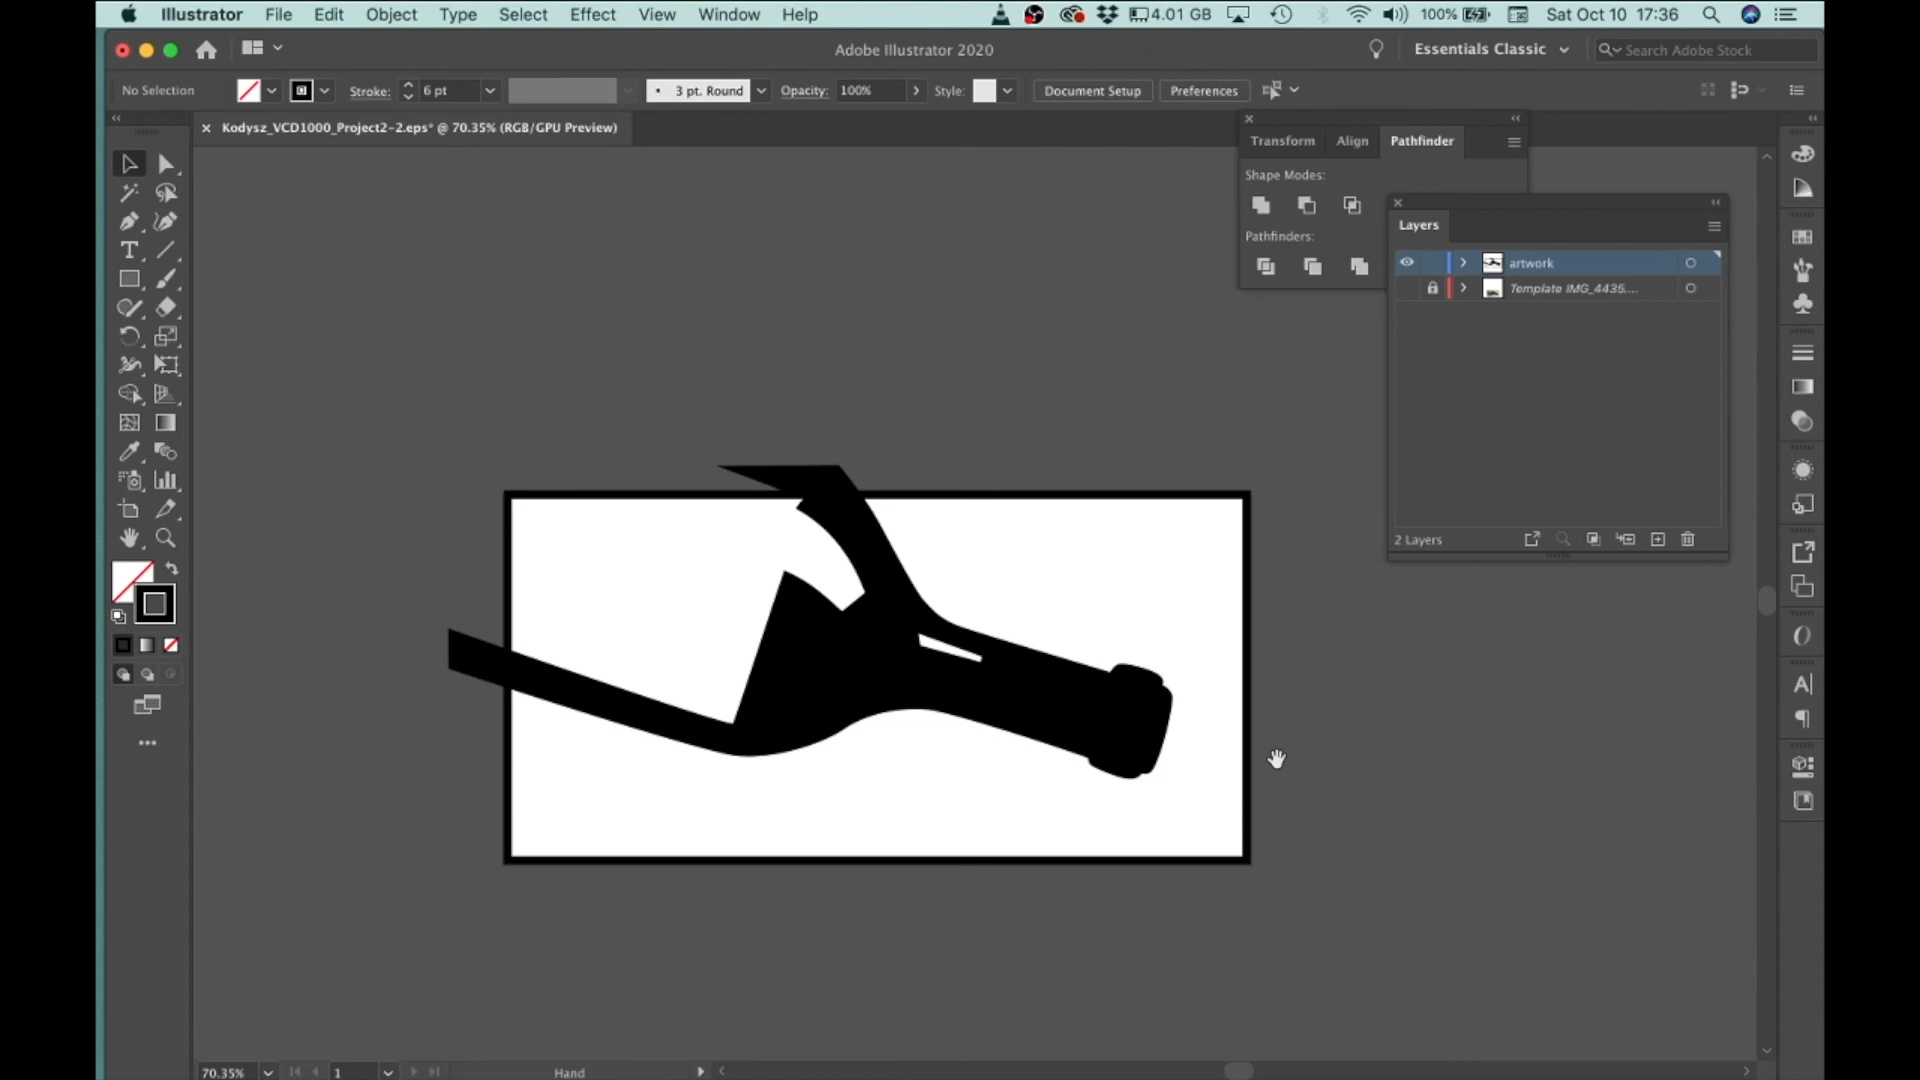 Illustrator File Edit Object Type Select Effect View Window Help 4.01 GB 100% Sat Oct 10 17:36
Adobe Illustrator 2020 Essentials Classic Search Adobe Stock
No Selection Stroke: 6 pt 3 pt. Round Opacity: 100% Style: Document Setup Preferences
Kodysz_VCD1000_Project2-2.eps* @ 70.35% (RGB/GPU Preview)
Transform Align Pathfinder
Shape Modes:
Pathfinders:
Layers
artwork
Template IMG_4435....
2 Layers
70.35% 1 Hand